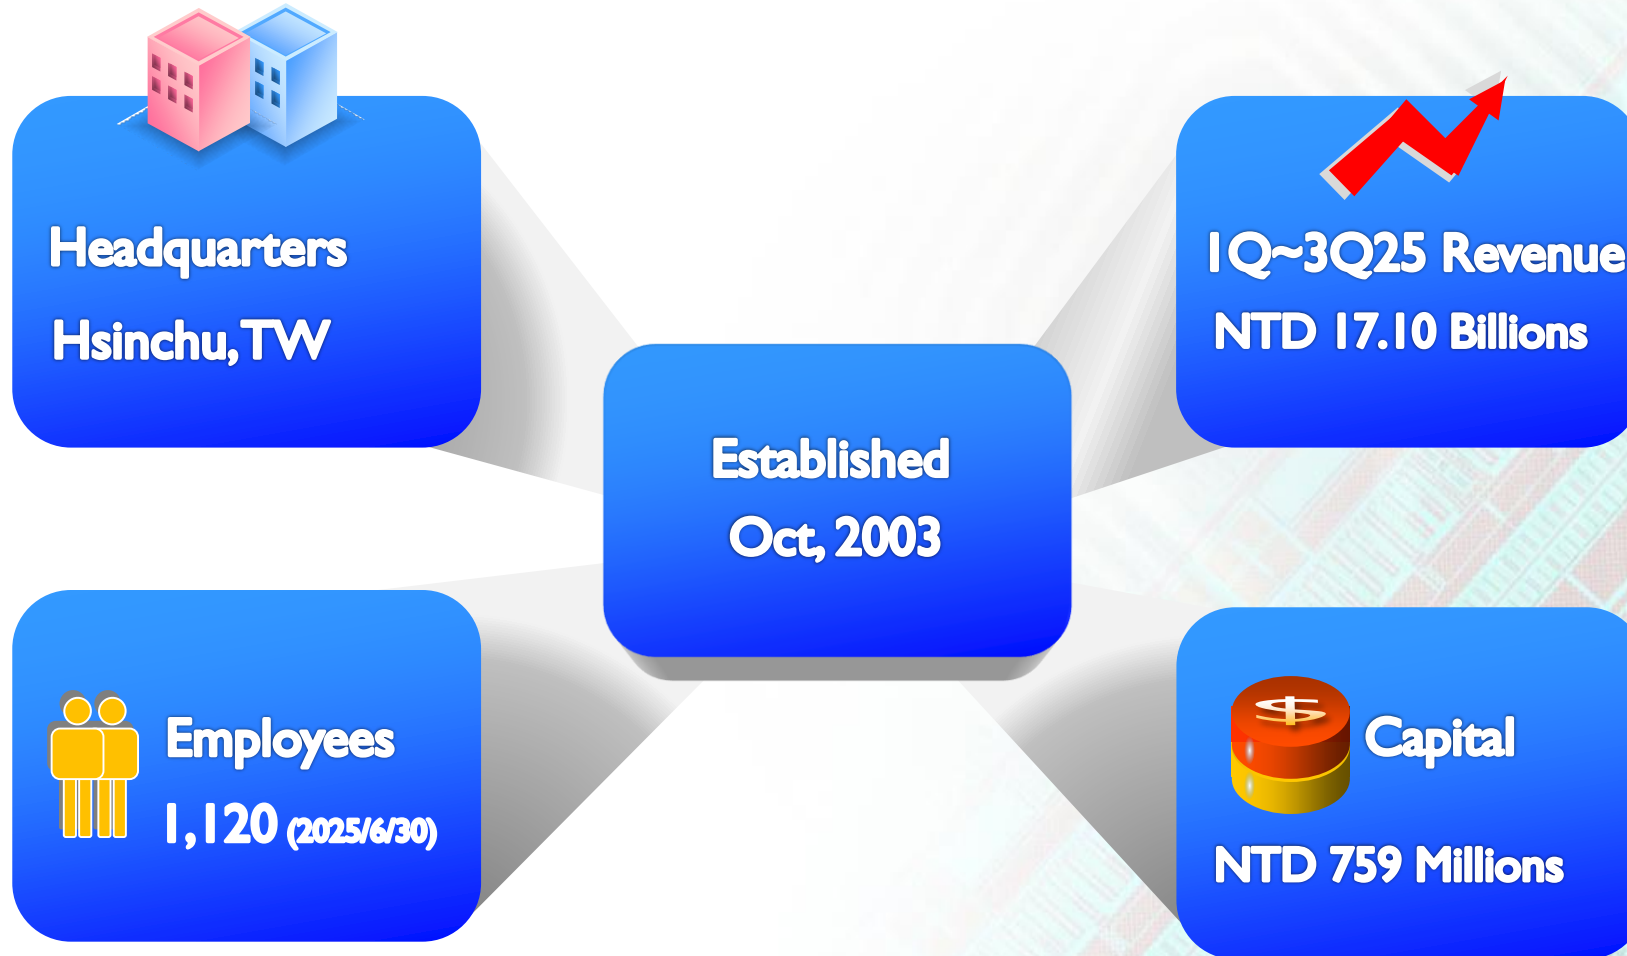 Headquarters
Hsinchu, TW
1Q~3Q25 Revenue
NTD 17.10 Billions
Established
Oct, 2003
Employees
1,120 (2025/6/30)
Capital
NTD 759 Millions